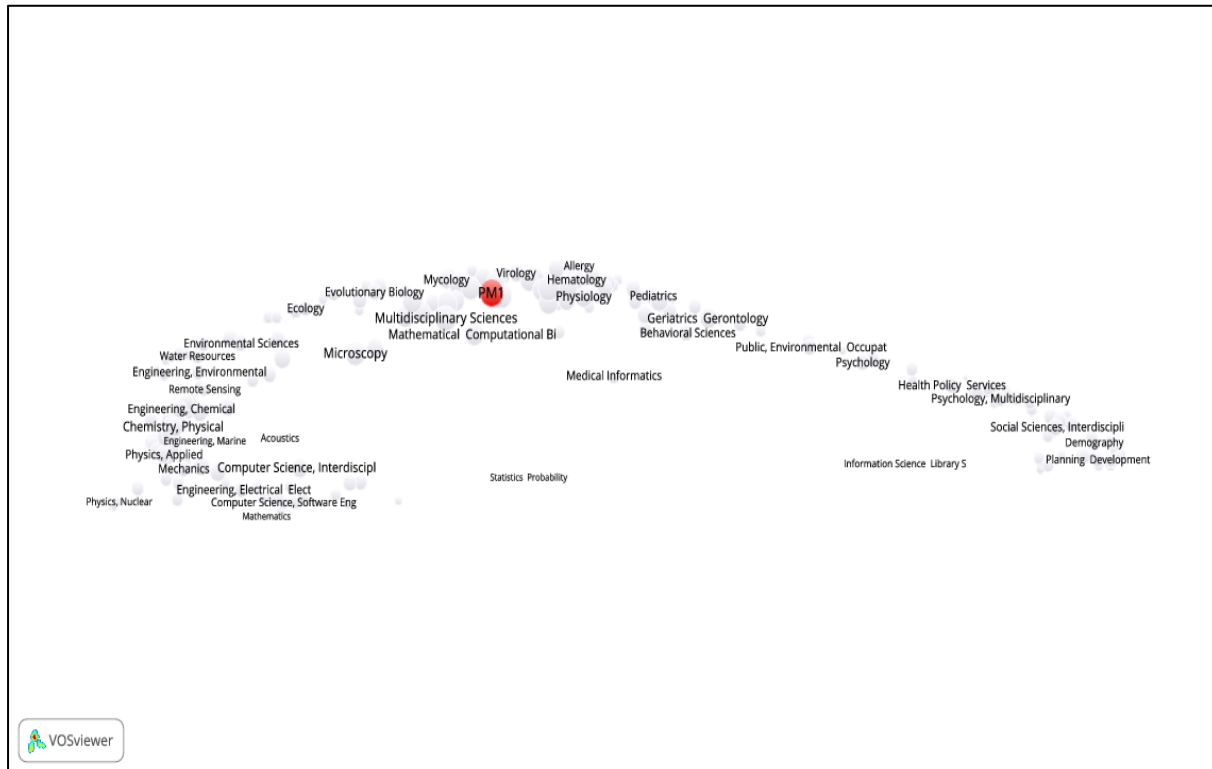 Allergy
Virology
Mycology
Hematology
PM1
Evolutionary Biology
Physiology
Pediatrics
Ecology
Multidisciplinary Sciences
Geriatrics Gerontology
Mathematical Computational Bi
Behavioral Sciences
Environmental Sciences
Public, Environmental Occupat
Microscopy
Water Resources
Psychology
Engineering, Environmental
Medical Informatics
Remote Sensing
Health Policy Services
Psychology, Multidisciplinary
Engineering, Chemical
Chemistry, Physical
Social Sciences, Interdiscipli
Engineering, Marine
Acoustics
Demography
Physics, Applied
Planning Development
Mechanics
Computer Science, Interdiscipl
Information Science Library S
Statistics Probability
Engineering, Electrical Elect
Physics, Nuclear
Computer Science, Software Eng
Mathematics
VOSviewer